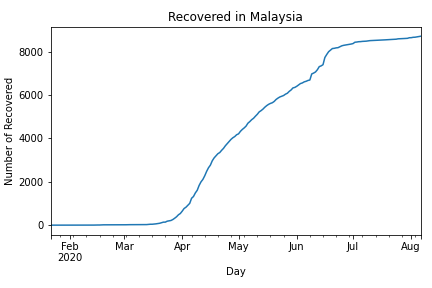 Recovered in Malaysia
Number of Recovered
8000
6000
4000
2000
0
Feb Mar Apr May Jun Jul Aug
2020
Day